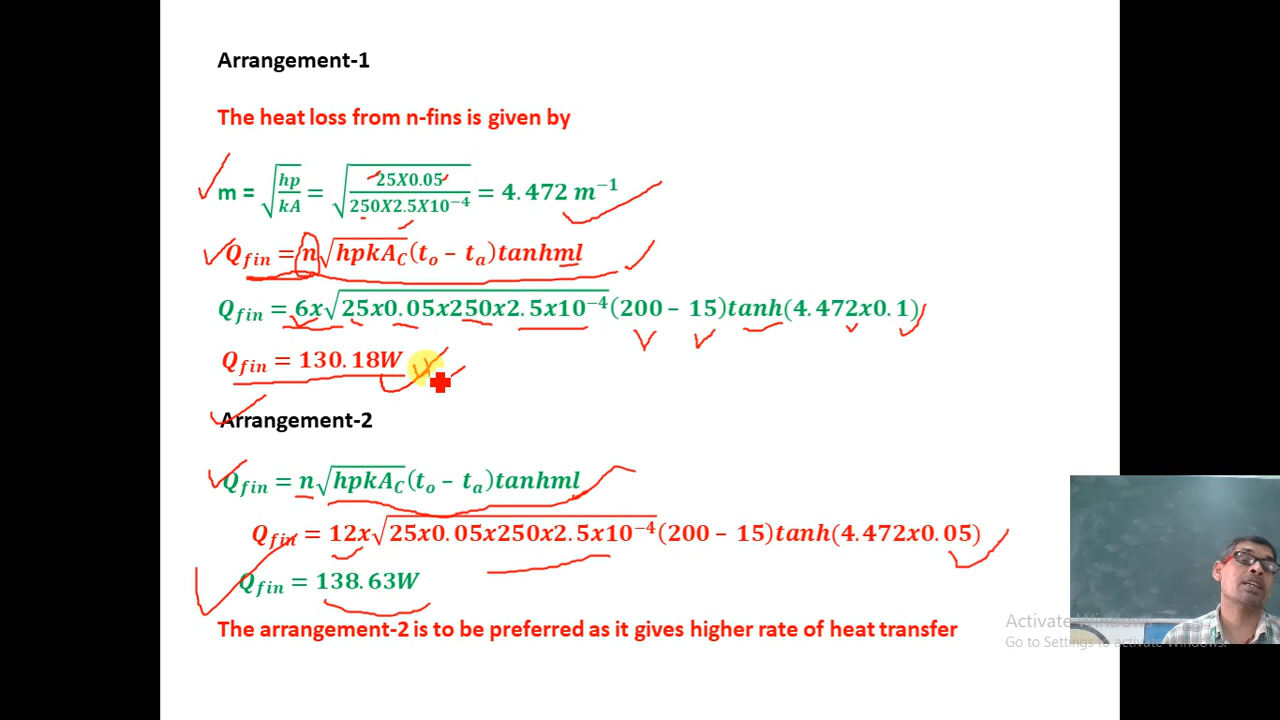 Arrangement-1
The heat loss from n-fins is given by
m = √(hp/kA) = √(25X0.05/250X2.5X10⁻⁴) = 4.472 m⁻¹
Q_fin = n√(hpkA_C)(t_o − t_a)tanhml
Q_fin = 6x√(25x0.05x250x2.5x10⁻⁴)(200 − 15)tanh(4.472x0.1)
Q_fin = 130.18W
Arrangement-2
Q_fin = n√(hpkA_C)(t_o − t_a)tanhml
Q_fin = 12x√(25x0.05x250x2.5x10⁻⁴)(200 − 15)tanh(4.472x0.05)
Q_fin = 138.63W
The arrangement-2 is to be preferred as it gives higher rate of heat transfer
Activate Windows
Go to Settings to activate Windows.